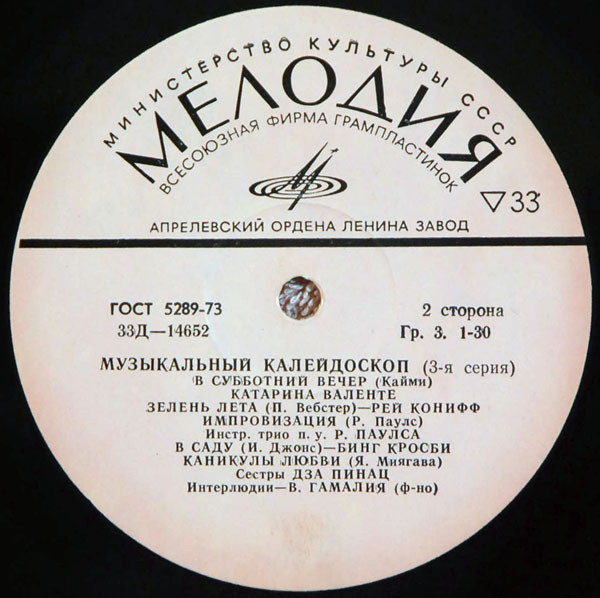 МИНИСТЕРСТВО КУЛЬТУРЫ СССР
МЕЛОДИЯ
ВСЕСОЮЗНАЯ ФИРМА ГРАМПЛАСТИНОК
▽33
АПРЕЛЕВСКИЙ ОРДЕНА ЛЕНИНА ЗАВОД
ГОСТ 5289-73 2 сторона
33Д—14652 Гр. 3. 1-30
МУЗЫКАЛЬНЫЙ КАЛЕЙДОСКОП (3-я серия)
В СУББОТНИЙ ВЕЧЕР (Кайми)
КАТАРИНА ВАЛЕНТЕ
ЗЕЛЕНЬ ЛЕТА (П. Вебстер)—РЕЙ КОНИФФ
ИМПРОВИЗАЦИЯ (Р. Паулс)
Инстр. трио п. у. Р. ПАУЛСА
В САДУ (И. Джонс)—БИНГ КРОСБИ
КАНИКУЛЫ ЛЮБВИ (Я. Миягава)
Сестры ДЗА ПИНАЦ
Интерлюдии—В. ГАМАЛИЯ (ф-но)